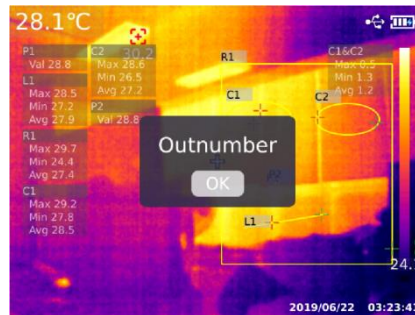 28.1℃
30.2
P1
Val 28.8
C2
Max 28.6
Min 26.5
Avg 27.2
L1
Max 28.5
Min 27.2
Avg 27.9
P2
Val 28.8
R1
Max 29.7
Min 24.4
Avg 27.4
C1
Max 29.2
Min 27.8
Avg 28.5
C1&C2
Max 0.5
Min 1.3
Avg 1.2
R1
C1
C2
Outnumber
OK
P2
L1
24.
2019/06/22 03:23:4